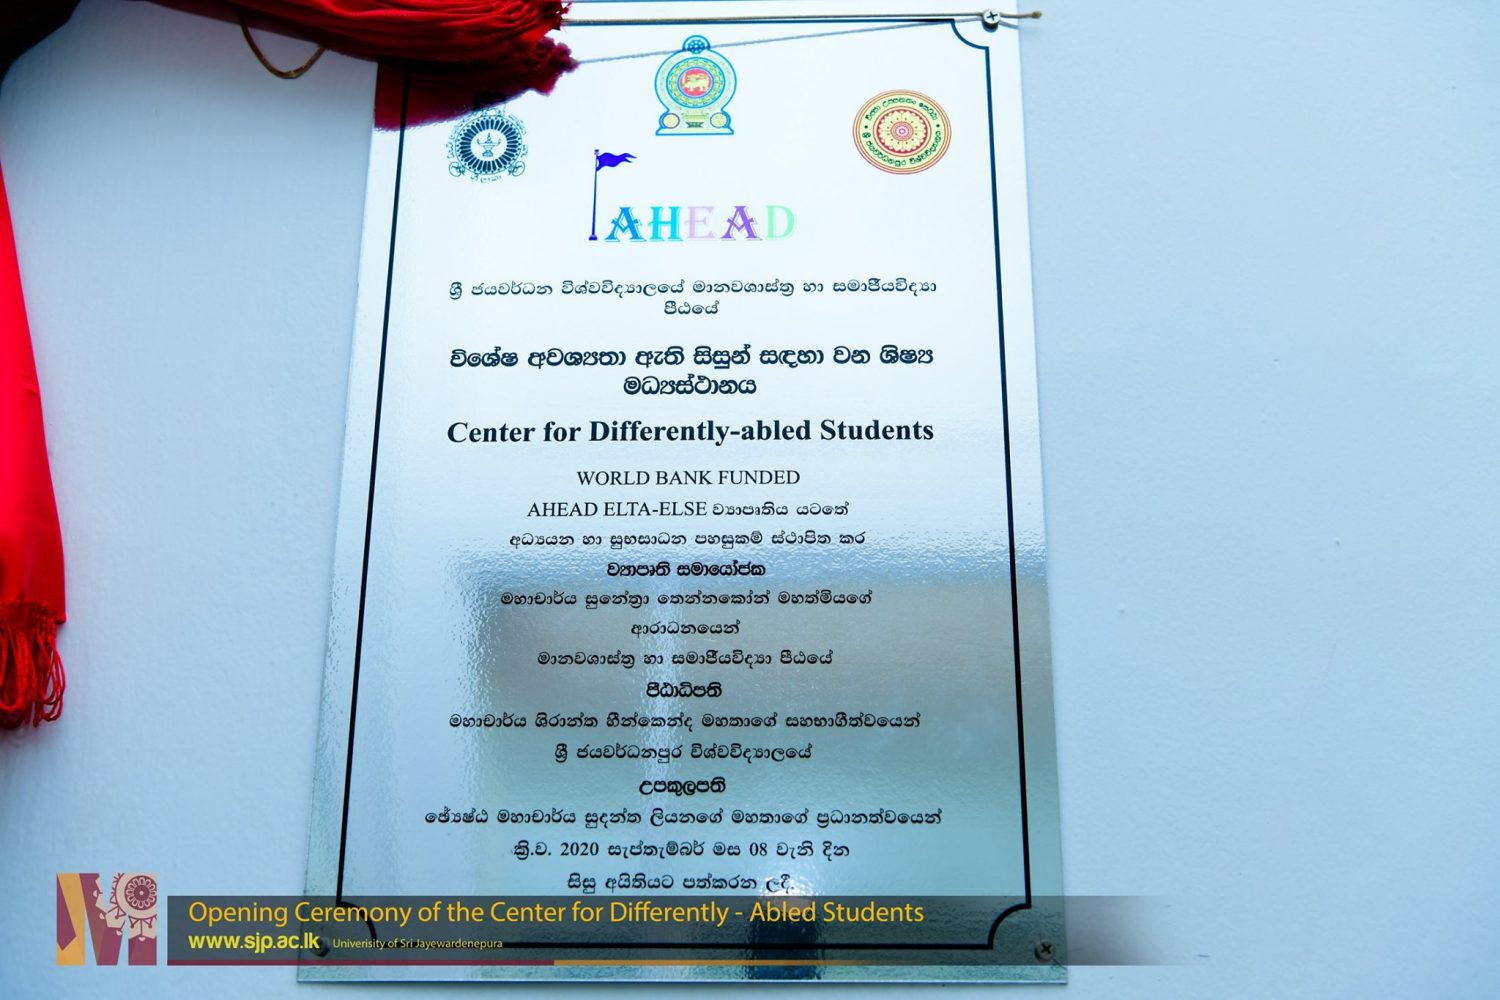 ශ්‍රී ලංකා
AHEAD
ශ්‍රී ජයවර්ධන විශ්වවිද්‍යාලයේ මානවශාස්ත්‍ර හා සමාජීයවිද්‍යා
පීඨයේ
විශේෂ අවශ්‍යතා ඇති සිසුන් සඳහා වන ශිෂ්‍ය
මධ්‍යස්ථානය
Center for Differently-abled Students
WORLD BANK FUNDED
AHEAD ELTA-ELSE ව්‍යාපෘතිය යටතේ
අධ්‍යයන හා සුභසාධන පහසුකම් ස්ථාපිත කර
ව්‍යාපෘති සමායෝජක
මහාචාර්ය සුනේත්‍රා තෙන්නකෝන් මහත්මියගේ
ආරාධනයෙන්
මානවශාස්ත්‍ර හා සමාජීයවිද්‍යා පීඨයේ
පීඨාධිපති
මහාචාර්ය ශිරාන්ත හීන්කෙන්ද මහතාගේ සහභාගීත්වයෙන්
ශ්‍රී ජයවර්ධනපුර විශ්වවිද්‍යාලයේ
උපකුලපති
ජ්‍යේෂ්ඨ මහාචාර්ය සුදන්ත ලියනගේ මහතාගේ ප්‍රධානත්වයෙන්
ක්‍රි.ව. 2020 සැප්තැම්බර් මස 08 වැනි දින
සිසු අයිතියට පත්කරන ලදී.
Opening Ceremony of the Center for Differently - Abled Students
www.sjp.ac.lk Univerisity of Sri Jayewardenepura